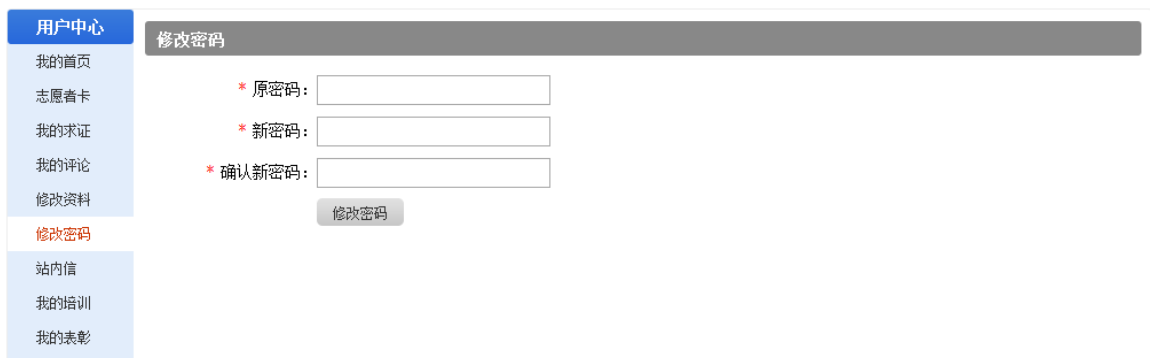 用户中心
我的首页
志愿者卡
我的求证
我的评论
修改资料
修改密码
站内信
我的培训
我的表彰
修改密码
* 原密码：
* 新密码：
* 确认新密码：
修改密码